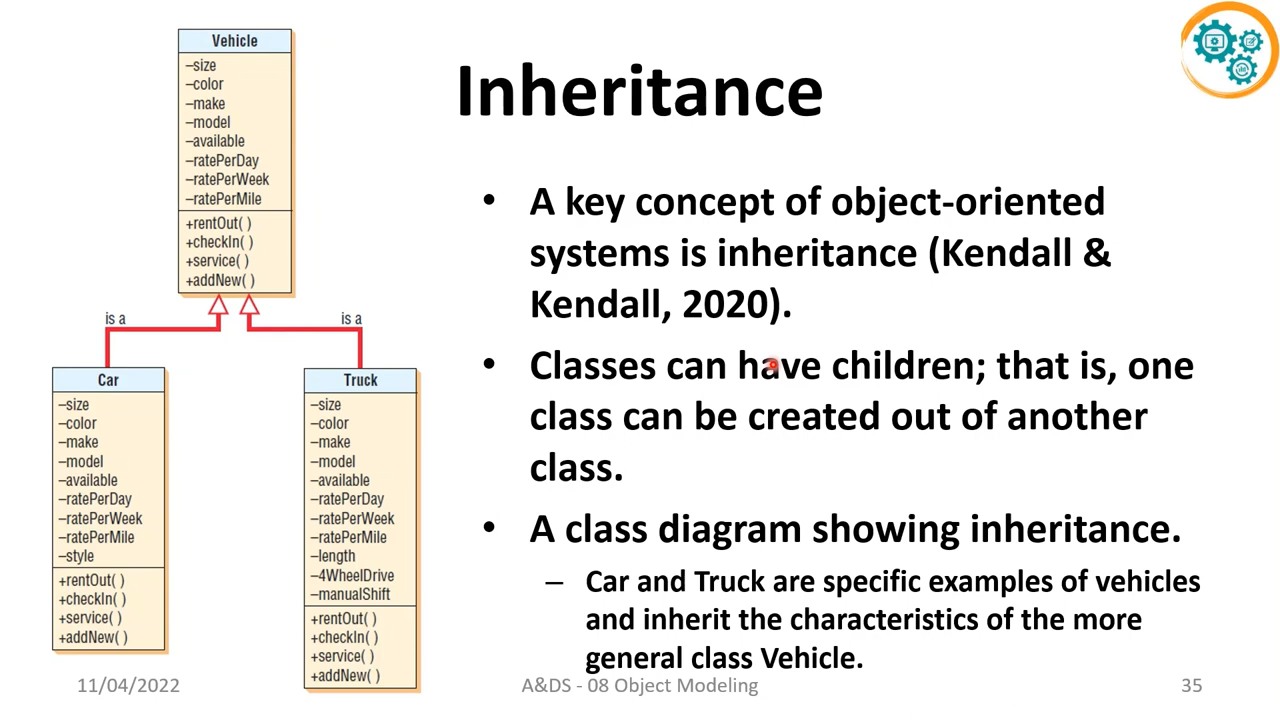 Vehicle
–size
–color
–make
–model
–available
–ratePerDay
–ratePerWeek
–ratePerMile
+rentOut( )
+checkIn( )
+service( )
+addNew( )
is a
is a
Car
–size
–color
–make
–model
–available
–ratePerDay
–ratePerWeek
–ratePerMile
–style
+rentOut( )
+checkIn( )
+service( )
+addNew( )
Truck
–size
–color
–make
–model
–available
–ratePerDay
–ratePerWeek
–ratePerMile
–length
–4WheelDrive
–manualShift
+rentOut( )
+checkIn( )
+service( )
+addNew( )
Inheritance
• A key concept of object-oriented
systems is inheritance (Kendall &
Kendall, 2020).
• Classes can have children; that is, one
class can be created out of another
class.
• A class diagram showing inheritance.
– Car and Truck are specific examples of vehicles
and inherit the characteristics of the more
general class Vehicle.
11/04/2022
A&DS - 08 Object Modeling
35